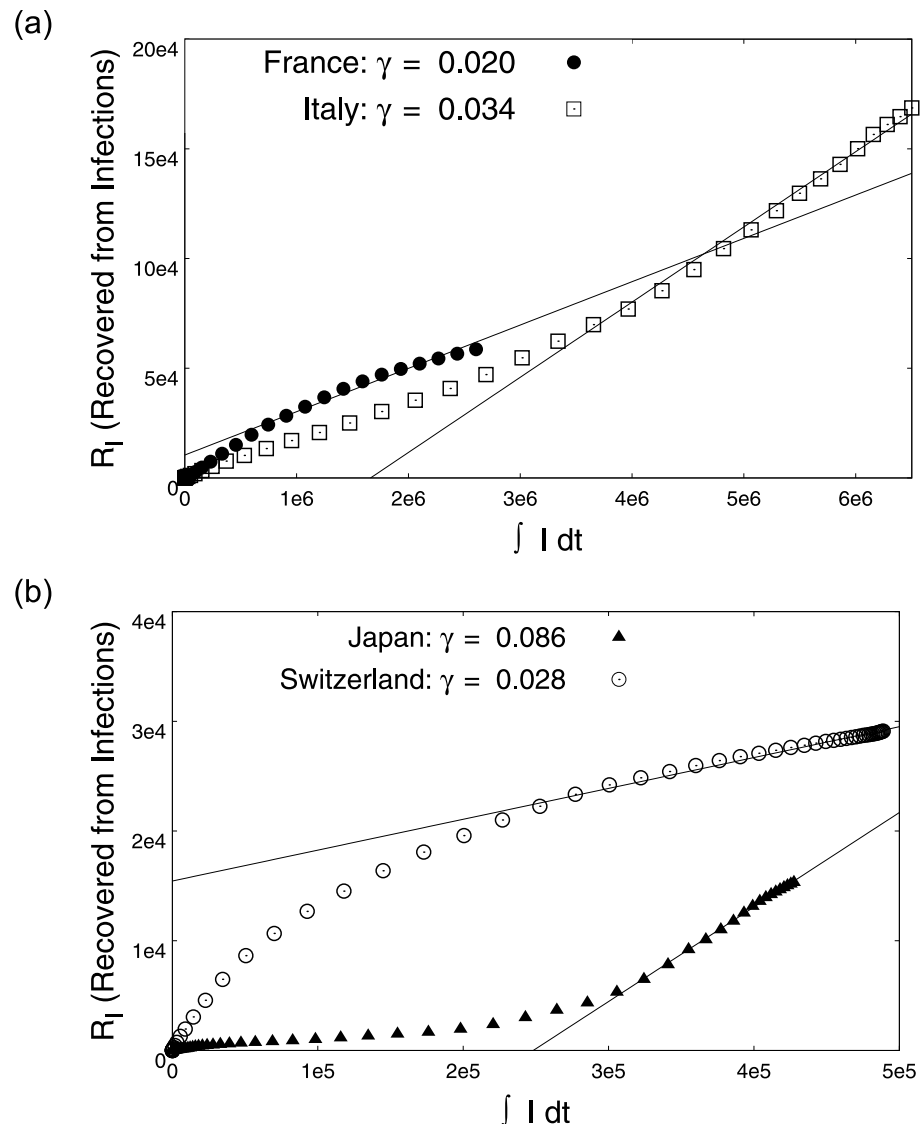 (a)
20e4
France: γ = 0.020
Italy: γ = 0.034
15e4
10e4
5e4
0
R_I (Recovered from Infections)
0 1e6 2e6 3e6 4e6 5e6 6e6
∫ I dt
(b)
4e4
Japan: γ = 0.086
Switzerland: γ = 0.028
3e4
2e4
1e4
0
R_I (Recovered from Infections)
0 1e5 2e5 3e5 4e5 5e5
∫ I dt